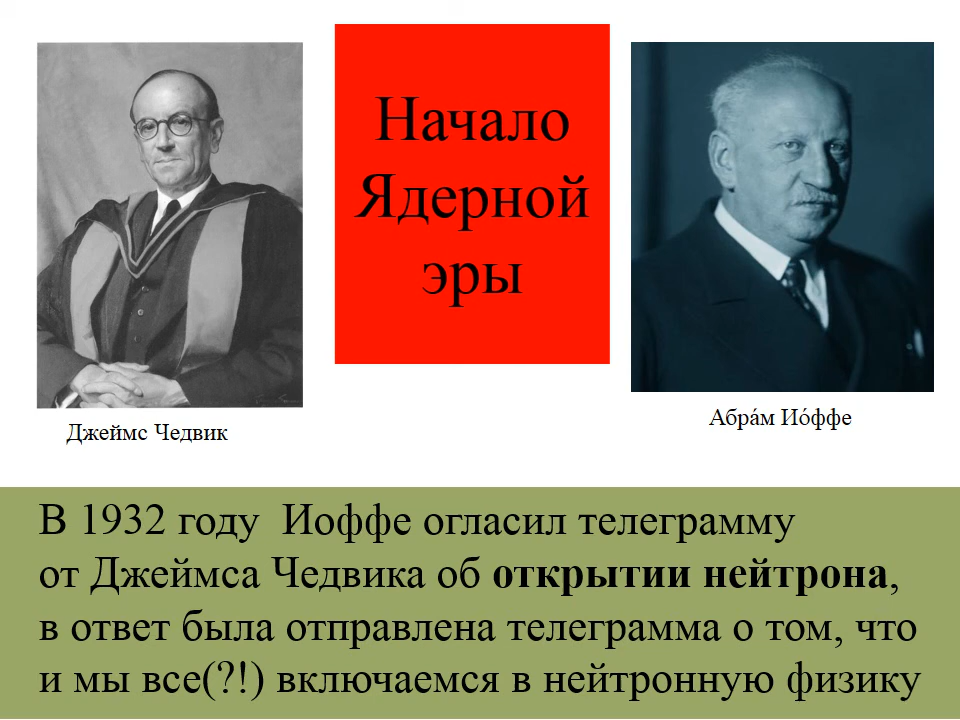 Начало
Ядерной
эры
Джеймс Чедвик
Абра́м Ио́ффе
В 1932 году Иоффе огласил телеграмму
от Джеймса Чедвика об открытии нейтрона,
в ответ была отправлена телеграмма о том, что
и мы все(?!) включаемся в нейтронную физику